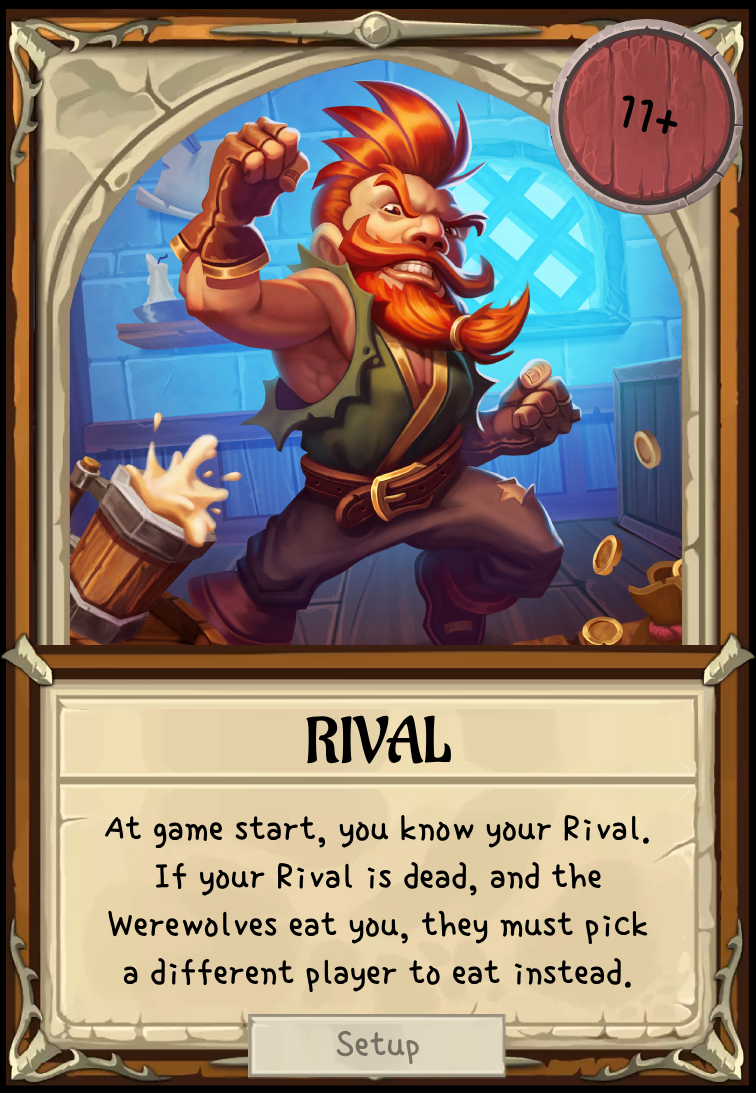 11+
RIVAL
At game start, you know your Rival.
If your Rival is dead, and the
Werewolves eat you, they must pick
a different player to eat instead.
Setup